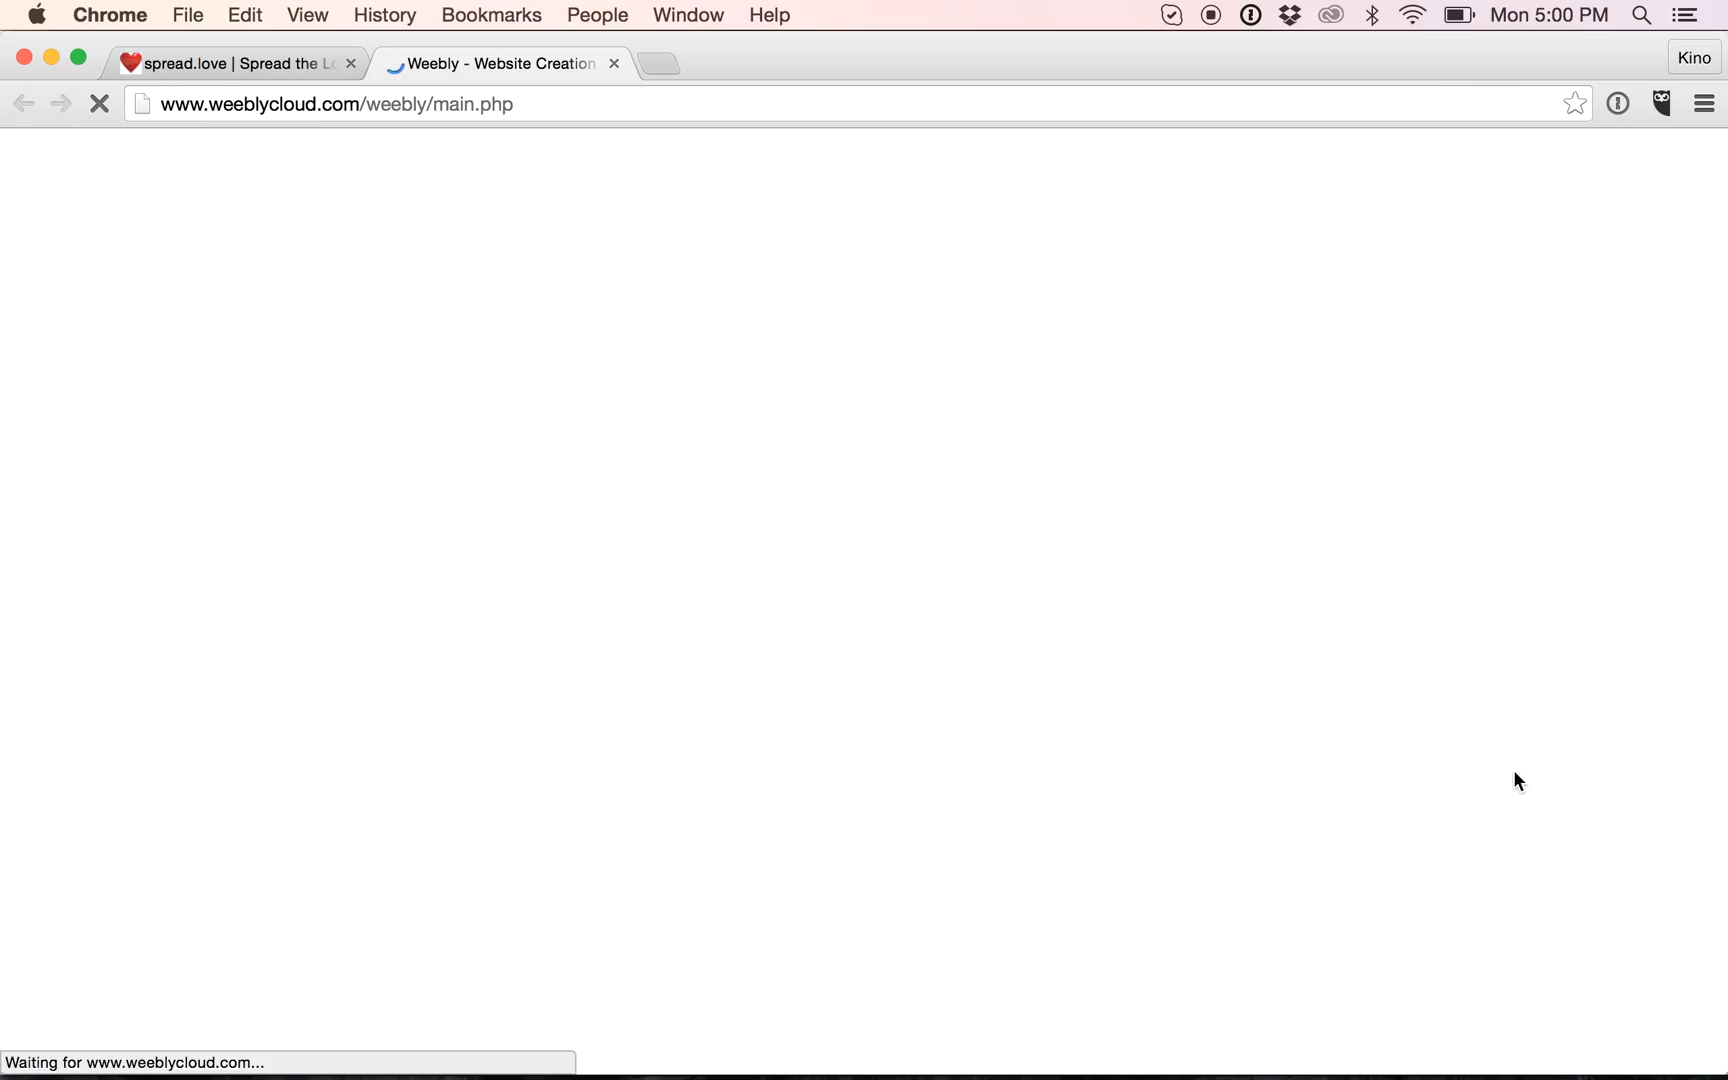 Chrome File Edit View History Bookmarks People Window Help Mon 5:00 PM
spread.love | Spread the Lo Weebly - Website Creation Kino
www.weeblycloud.com/weebly/main.php
Waiting for www.weeblycloud.com...